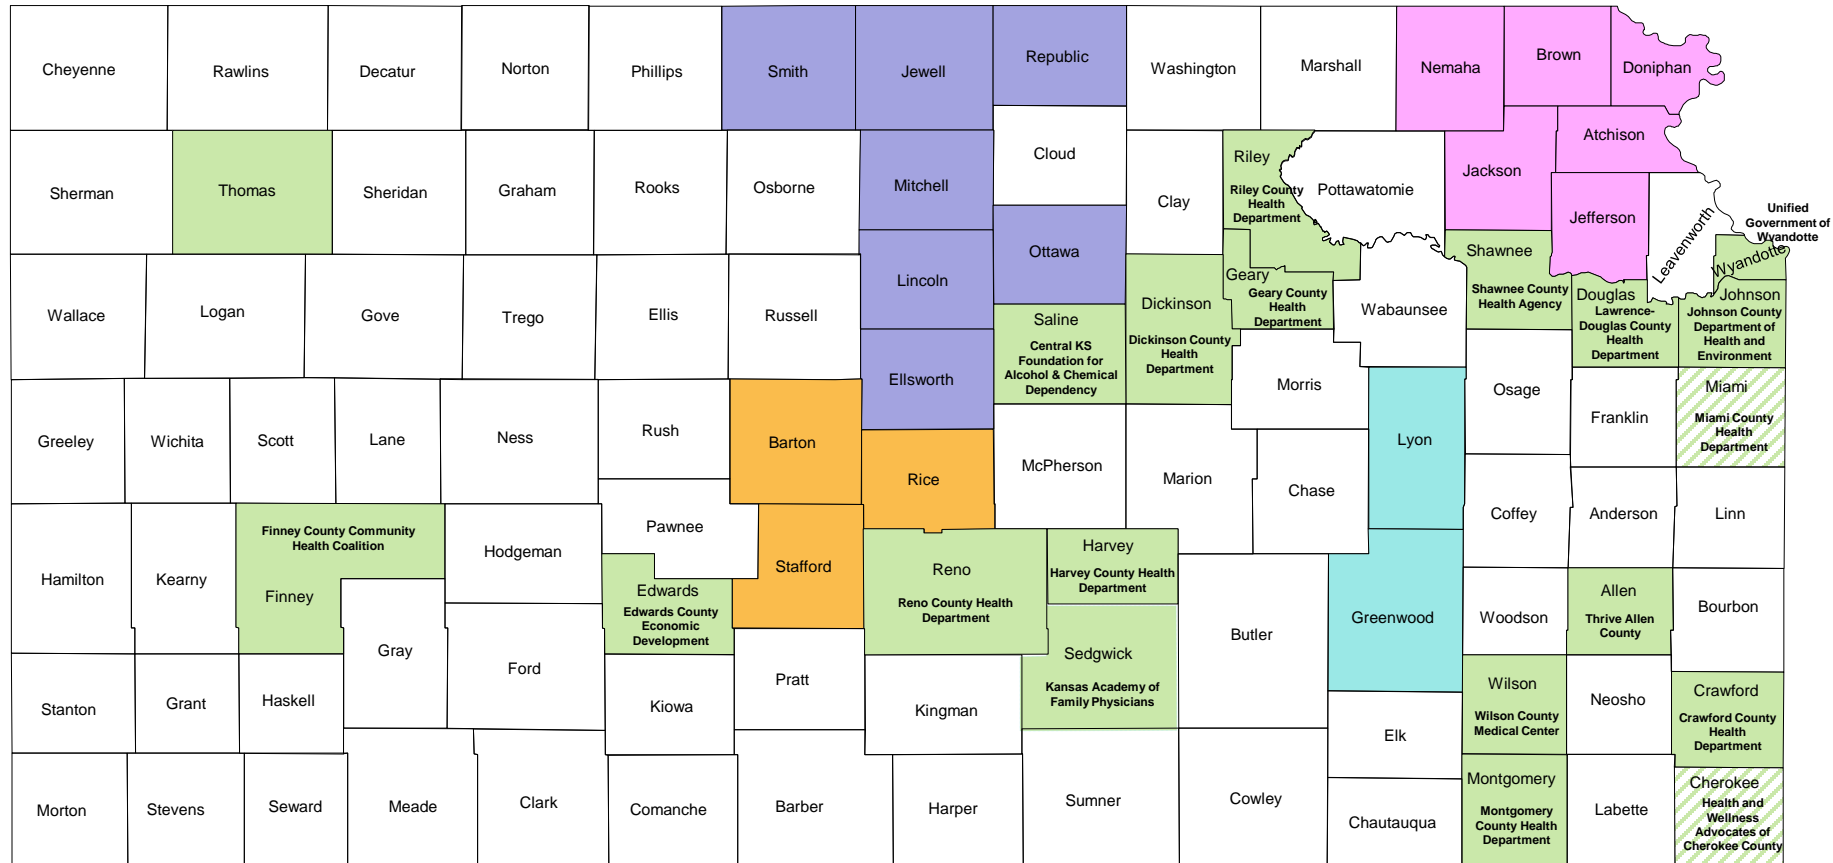 Cheyenne
Rawlins
Decatur
Norton
Phillips
Smith
Jewell
Republic
Washington
Marshall
Nemaha
Brown
Doniphan
Sherman
Thomas
Sheridan
Graham
Rooks
Osborne
Mitchell
Cloud
Clay
Riley
Riley County
Health
Department
Pottawatomie
Jackson
Atchison
Jefferson
Leavenworth
Unified
Government of
Wyandotte
Wyandotte
Wallace
Logan
Gove
Trego
Ellis
Russell
Lincoln
Ottawa
Saline
Central KS
Foundation for
Alcohol & Chemical
Dependency
Dickinson
Dickinson County
Health
Department
Geary
Geary County
Health
Department
Wabaunsee
Shawnee
Shawnee County
Health Agency
Douglas
Lawrence-
Douglas County
Health
Department
Johnson
Johnson County
Department of
Health and
Environment
Greeley
Wichita
Scott
Lane
Ness
Rush
Barton
Ellsworth
Rice
McPherson
Marion
Morris
Chase
Lyon
Osage
Franklin
Miami
Miami County
Health
Department
Hamilton
Kearny
Finney County Community
Health Coalition
Finney
Hodgeman
Pawnee
Edwards
Edwards County
Economic
Development
Stafford
Reno
Reno County Health
Department
Harvey
Harvey County Health
Department
Sedgwick
Kansas Academy of
Family Physicians
Butler
Greenwood
Coffey
Anderson
Linn
Woodson
Allen
Thrive Allen
County
Bourbon
Stanton
Grant
Haskell
Gray
Ford
Kiowa
Pratt
Kingman
Elk
Wilson
Wilson County
Medical Center
Neosho
Crawford
Crawford County
Health
Department
Morton
Stevens
Seward
Meade
Clark
Comanche
Barber
Harper
Sumner
Cowley
Chautauqua
Montgomery
Montgomery
County Health
Department
Labette
Cherokee
Health and
Wellness
Advocates of
Cherokee County